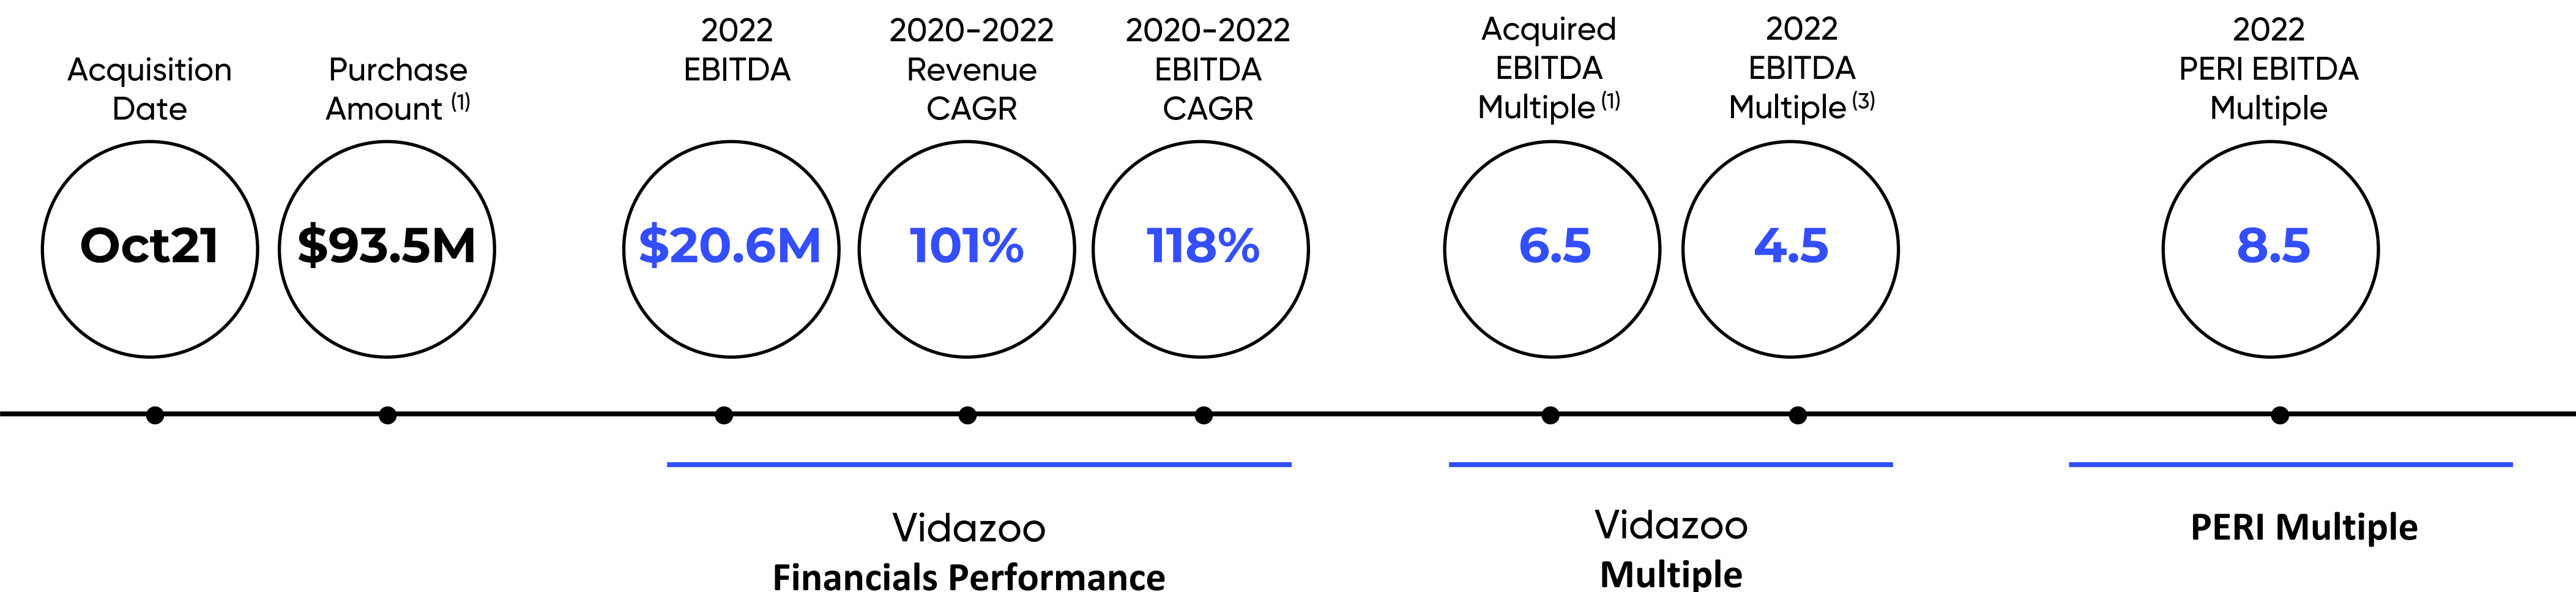 Acquisition
Date
Oct21
Purchase
Amount (1)
$93.5M
2022
EBITDA
$20.6M
2020-2022
Revenue
CAGR
101%
2020-2022
EBITDA
CAGR
118%
Acquired
EBITDA
Multiple (1)
6.5
2022
EBITDA
Multiple (3)
4.5
2022
PERI EBITDA
Multiple
8.5
Vidazoo
Financials Performance
Vidazoo
Multiple
PERI Multiple